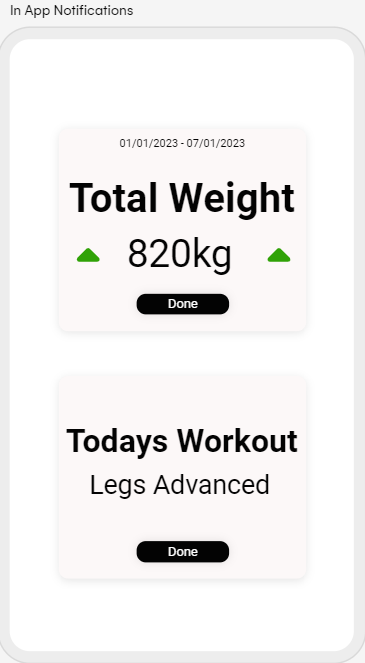 In App Notifications
01/01/2023 - 07/01/2023
Total Weight
820kg
Done
Todays Workout
Legs Advanced
Done